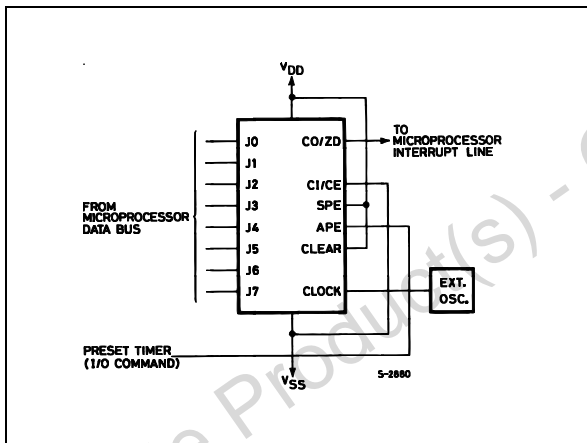 VDD
J0 CO/ZD
TO
MICROPROCESSOR
INTERRUPT LINE
J1
J2 CI/CE
FROM
MICROPROCESSOR
DATA BUS
J3 SPE
J4 APE
J5 CLEAR
J6
J7 CLOCK
EXT.
OSC.
PRESET TIMER
(I/O COMMAND)
VSS
S-2880
Product(s) -